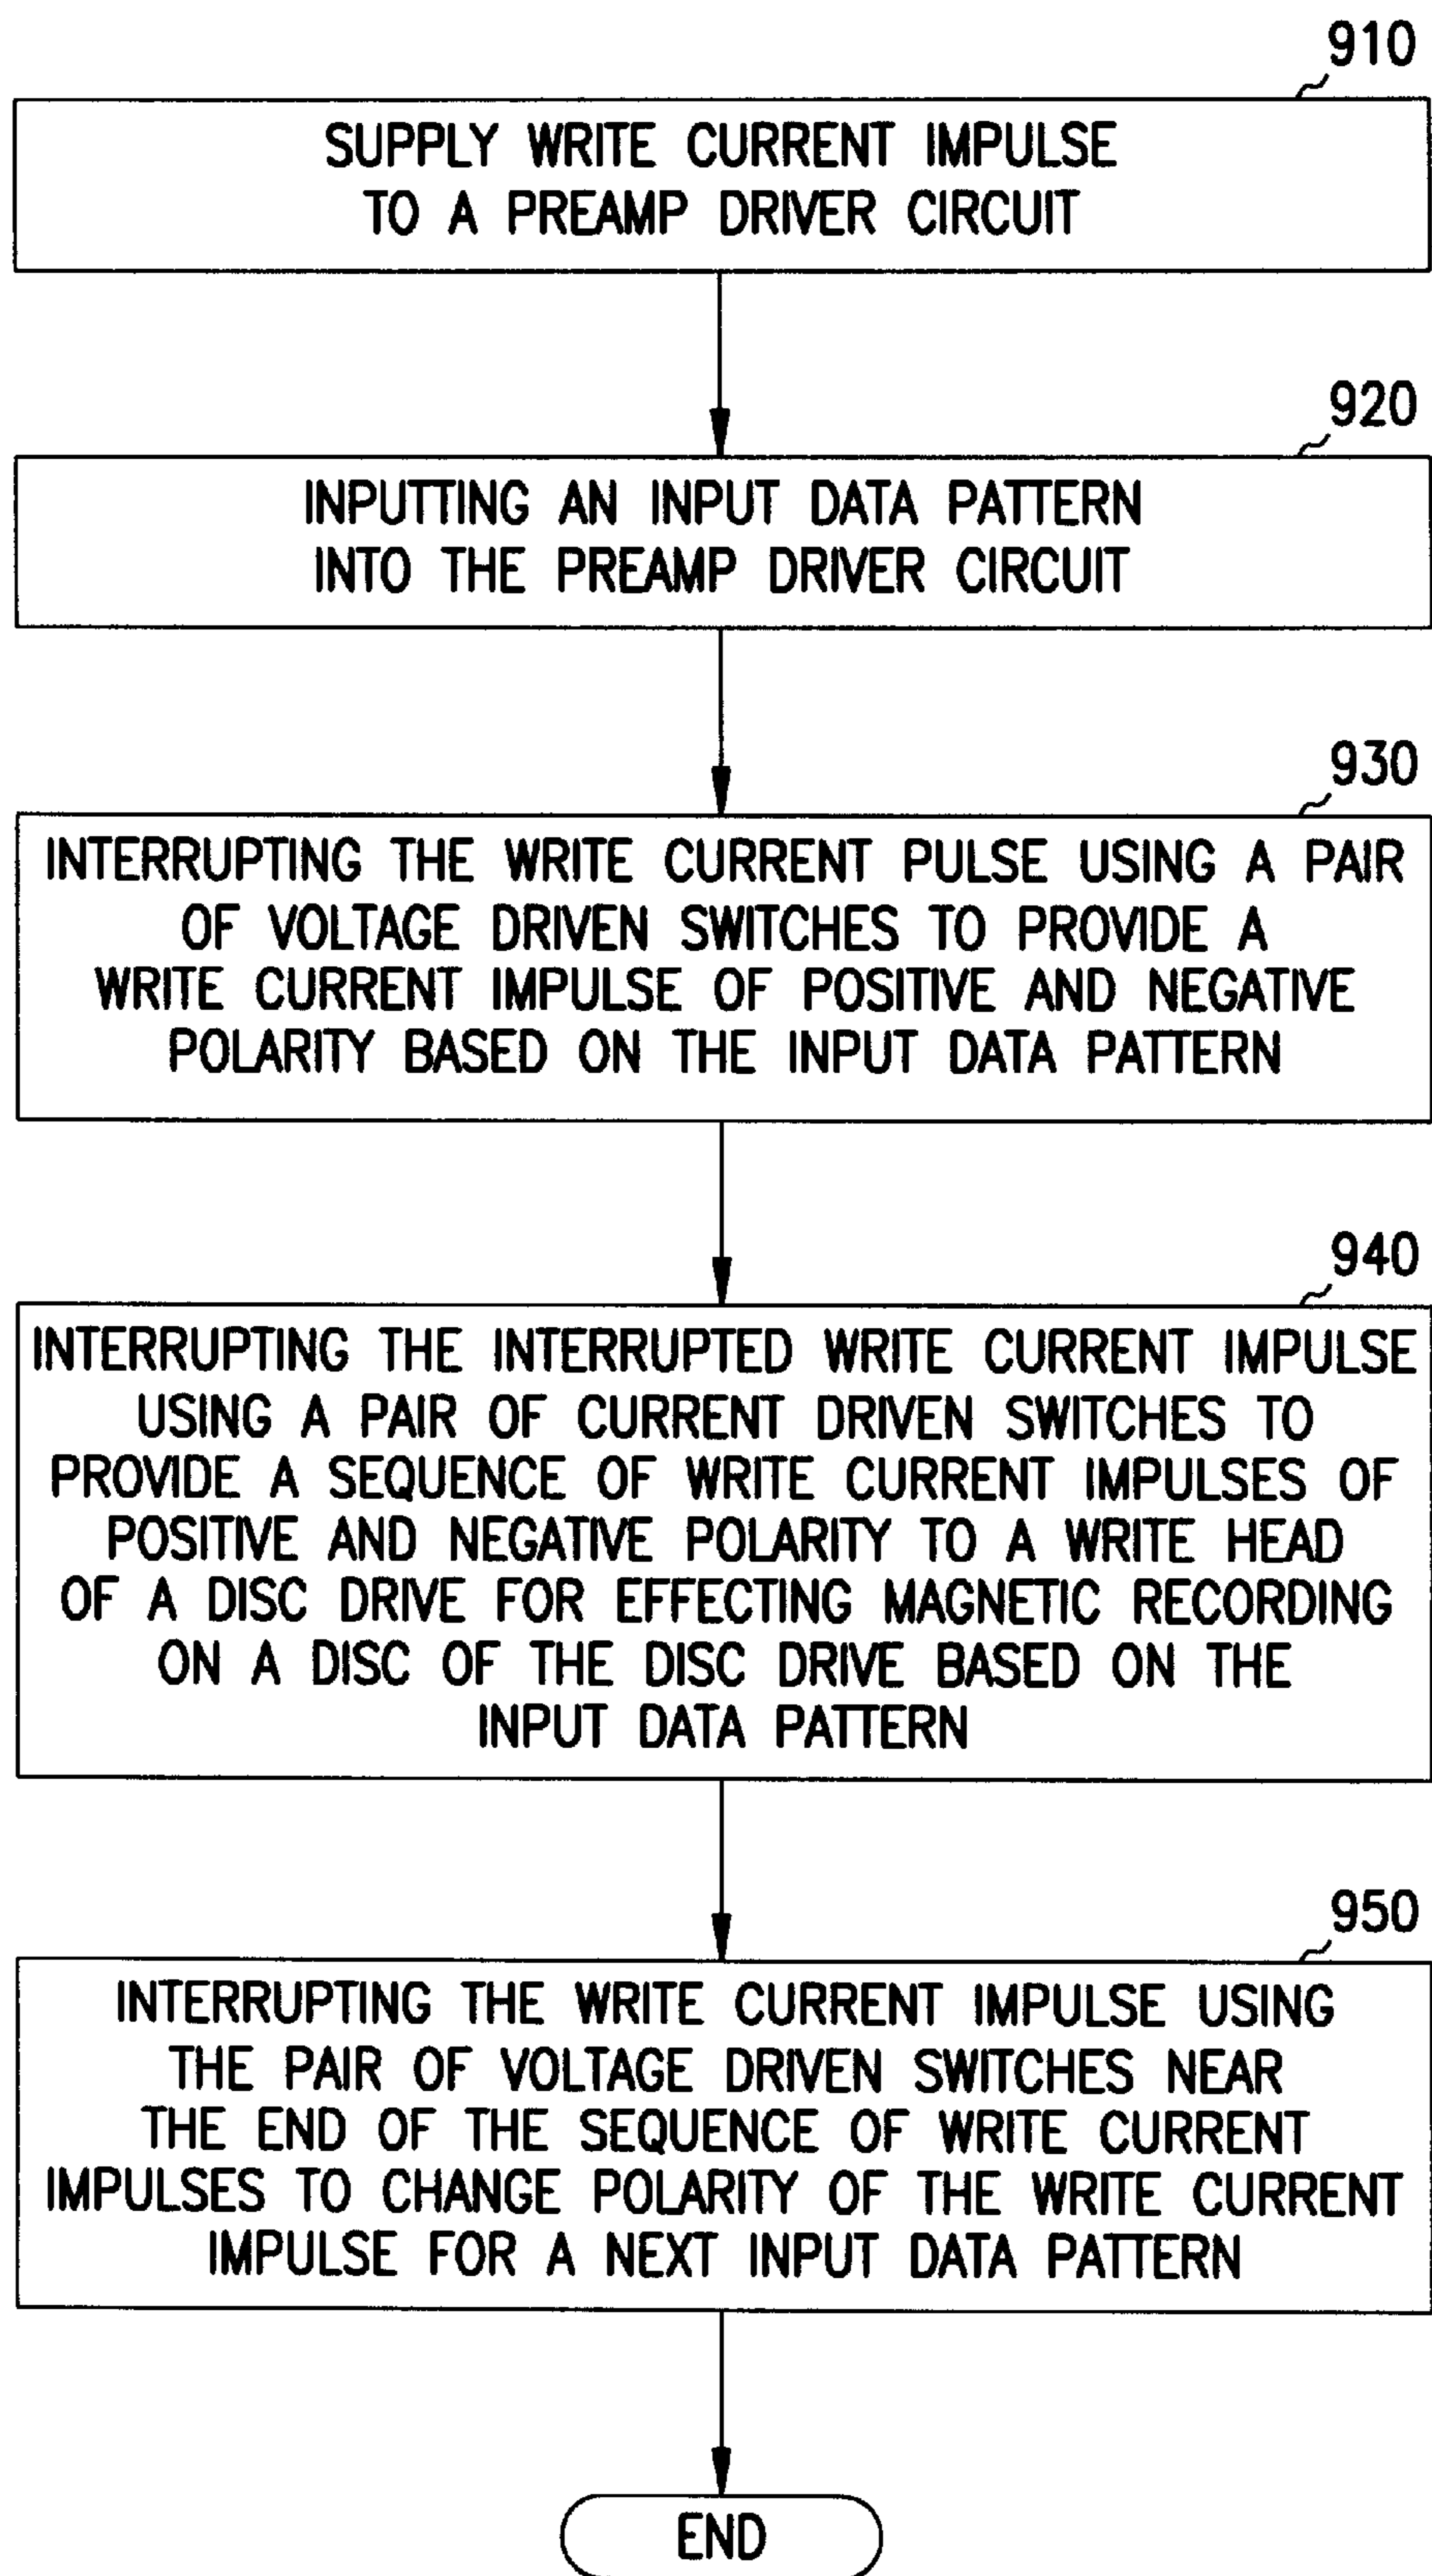 910
SUPPLY WRITE CURRENT IMPULSE
TO A PREAMP DRIVER CIRCUIT
920
INPUTTING AN INPUT DATA PATTERN
INTO THE PREAMP DRIVER CIRCUIT
930
INTERRUPTING THE WRITE CURRENT PULSE USING A PAIR
OF VOLTAGE DRIVEN SWITCHES TO PROVIDE A
WRITE CURRENT IMPULSE OF POSITIVE AND NEGATIVE
POLARITY BASED ON THE INPUT DATA PATTERN
940
INTERRUPTING THE INTERRUPTED WRITE CURRENT IMPULSE
USING A PAIR OF CURRENT DRIVEN SWITCHES TO
PROVIDE A SEQUENCE OF WRITE CURRENT IMPULSES OF
POSITIVE AND NEGATIVE POLARITY TO A WRITE HEAD
OF A DISC DRIVE FOR EFFECTING MAGNETIC RECORDING
ON A DISC OF THE DISC DRIVE BASED ON THE
INPUT DATA PATTERN
950
INTERRUPTING THE WRITE CURRENT IMPULSE USING
THE PAIR OF VOLTAGE DRIVEN SWITCHES NEAR
THE END OF THE SEQUENCE OF WRITE CURRENT
IMPULSES TO CHANGE POLARITY OF THE WRITE CURRENT
IMPULSE FOR A NEXT INPUT DATA PATTERN
END